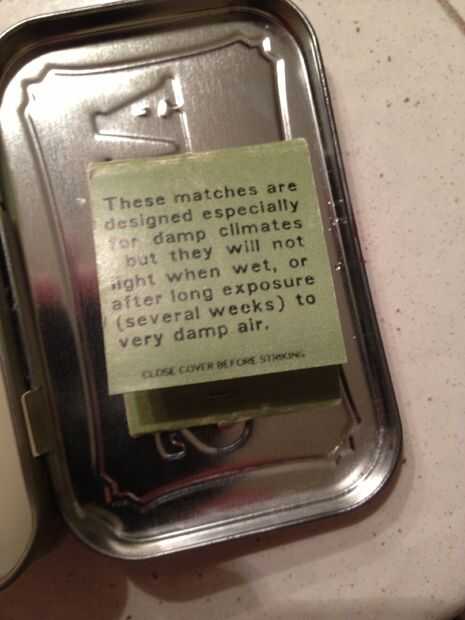 These matches are
designed especially
for damp climates
but they will not
light when wet, or
after long exposure
(several weeks) to
very damp air.
CLOSE COVER BEFORE STRIKING